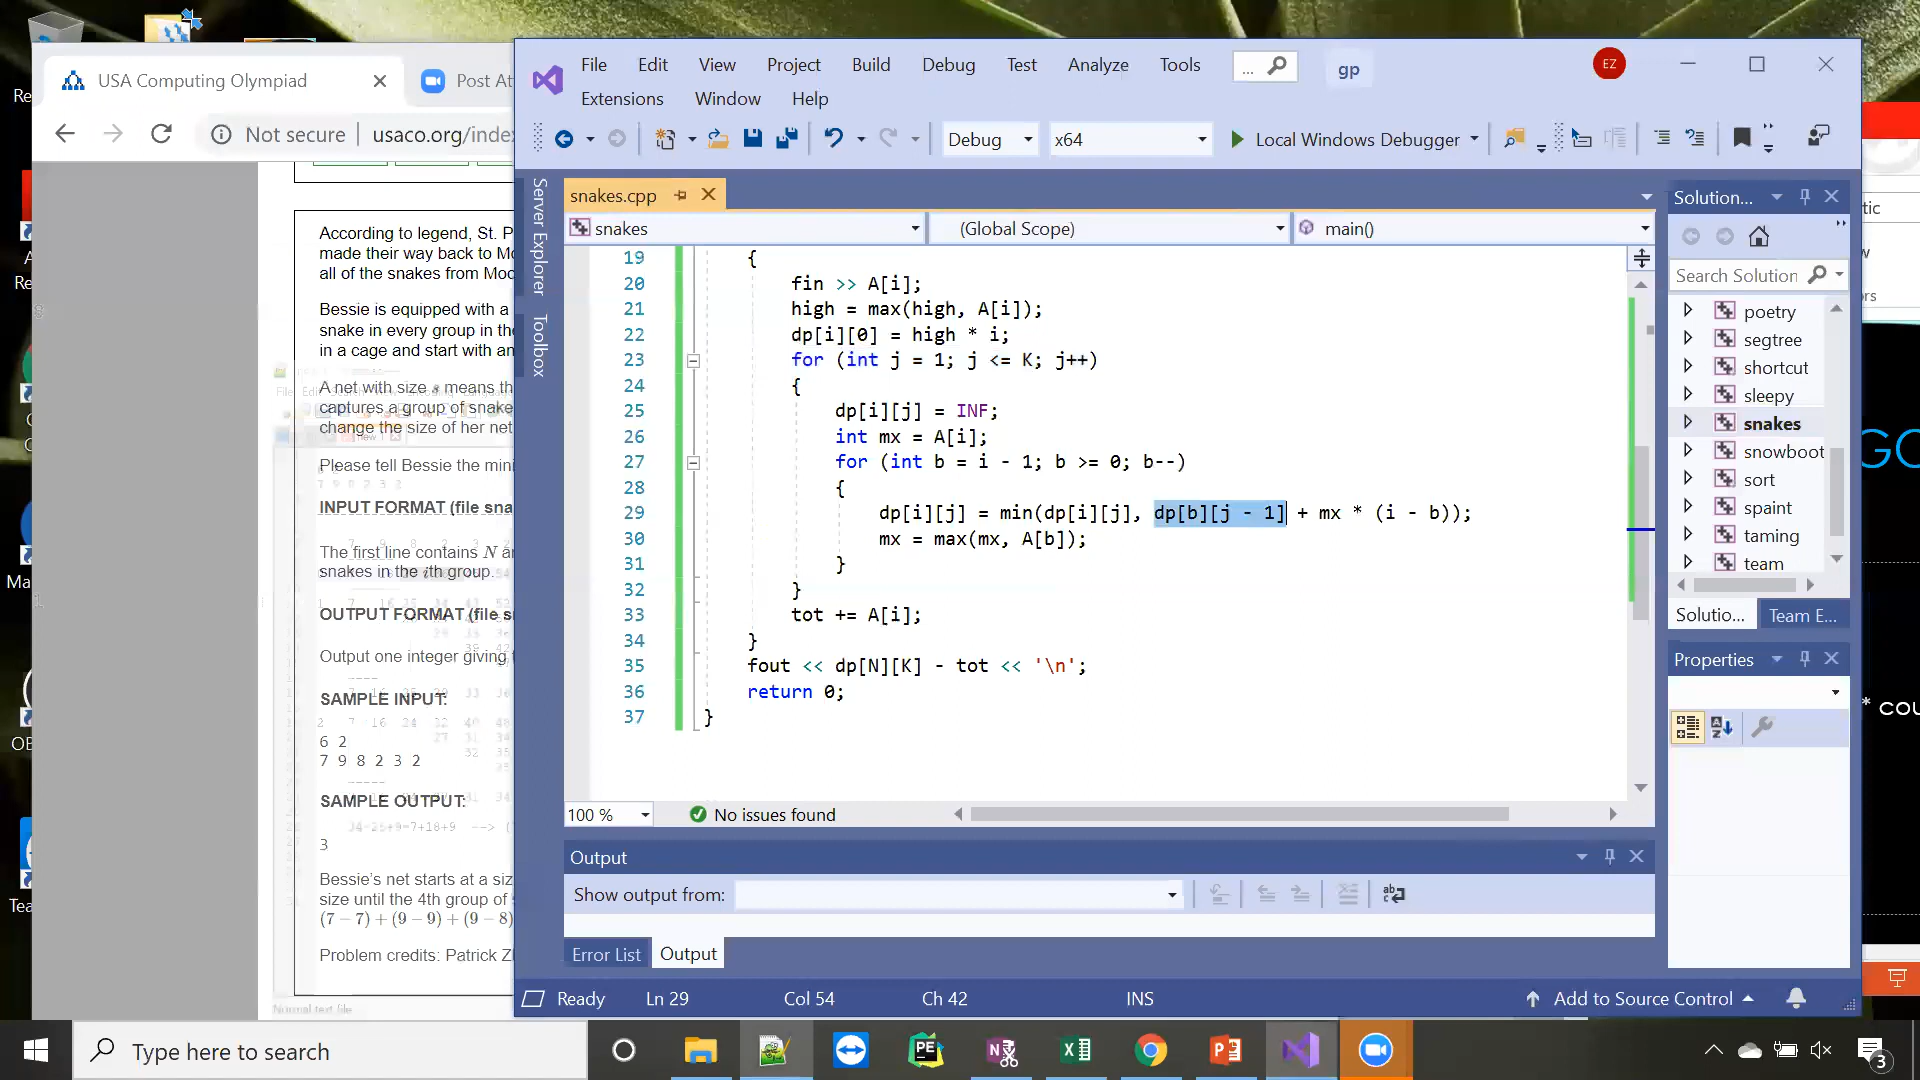 USA Computing Olympiad
Post At
Not secure
usaco.org/inde
According to legend, St. P
made their way back to Mo
all of the snakes from Moo
Bessie is equipped with a
snake in every group in the
in a cage and start with an
A net with size s means th
captures a group of snake
change the size of her net
Please tell Bessie the mini
INPUT FORMAT (file sna
The first line contains N an
snakes in the ith group.
OUTPUT FORMAT (file sn
Output one integer giving t
SAMPLE INPUT:
6 2
7 9 8 2 3 2
SAMPLE OUTPUT:
3
Bessie's net starts at a siz
size until the 4th group of s
(7 − 7) + (9 − 9) + (9 − 8)
Problem credits: Patrick Z
Normal text file
File Edit View Project Build Debug Test Analyze Tools
Extensions Window Help
... gp EZ
Debug x64 Local Windows Debugger
Server Explorer
Toolbox
snakes.cpp
snakes (Global Scope) main()
19 {
20 fin >> A[i];
21 high = max(high, A[i]);
22 dp[i][0] = high * i;
23 for (int j = 1; j <= K; j++)
24 {
25 dp[i][j] = INF;
26 int mx = A[i];
27 for (int b = i - 1; b >= 0; b--)
28 {
29 dp[i][j] = min(dp[i][j], dp[b][j - 1] + mx * (i - b));
30 mx = max(mx, A[b]);
31 }
32 }
33 tot += A[i];
34 }
35 fout << dp[N][K] - tot << '\n';
36 return 0;
37 }
100 % No issues found
Output
Show output from:
Error List Output
Ready Ln 29 Col 54 Ch 42 INS Add to Source Control
Solution...
Search Solution
poetry
segtree
shortcut
sleepy
snakes
snowboot
sort
spaint
taming
team
Solutio... Team E...
Properties
tic
GO
* COU
Type here to search
3